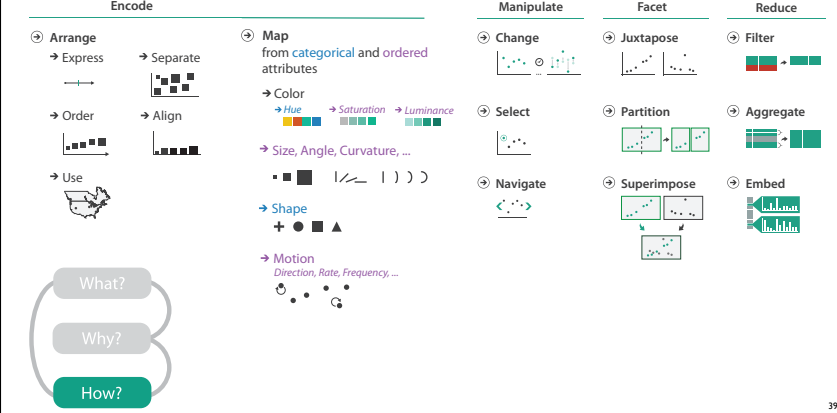 Encode
Arrange
Express
Separate
Order
Align
Use
Map
from categorical and ordered
attributes
Color
Hue
Saturation
Luminance
Size, Angle, Curvature, ...
Shape
Motion
Direction, Rate, Frequency, ...
Manipulate
Change
...
Select
Navigate
Facet
Juxtapose
Partition
Superimpose
Reduce
Filter
Aggregate
Embed
What?
Why?
How?
39